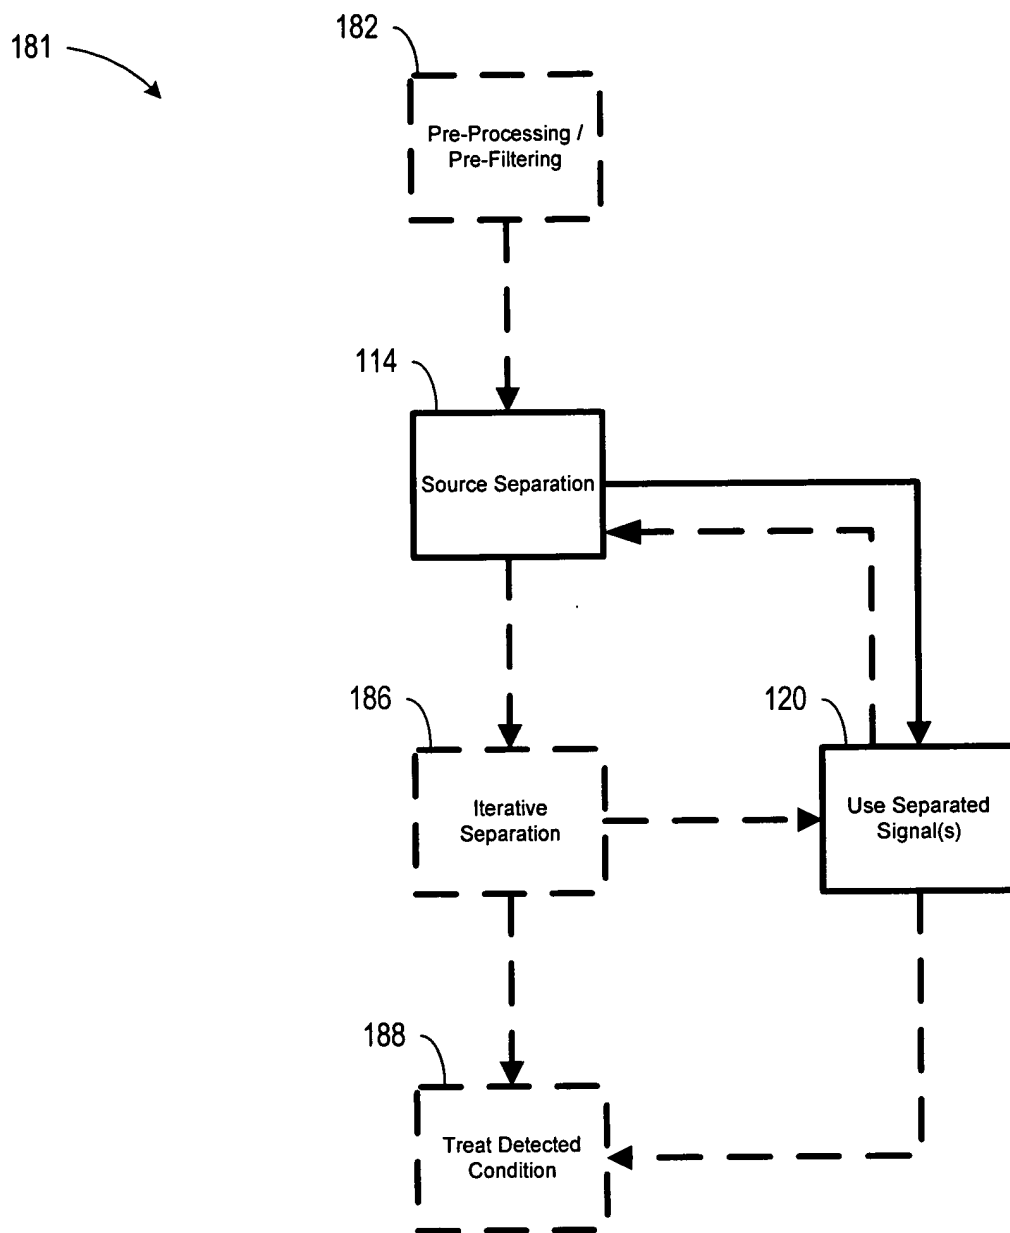 181
182
Pre-Processing /
Pre-Filtering
114
Source Separation
186
Iterative
Separation
120
Use Separated
Signal(s)
188
Treat Detected
Condition